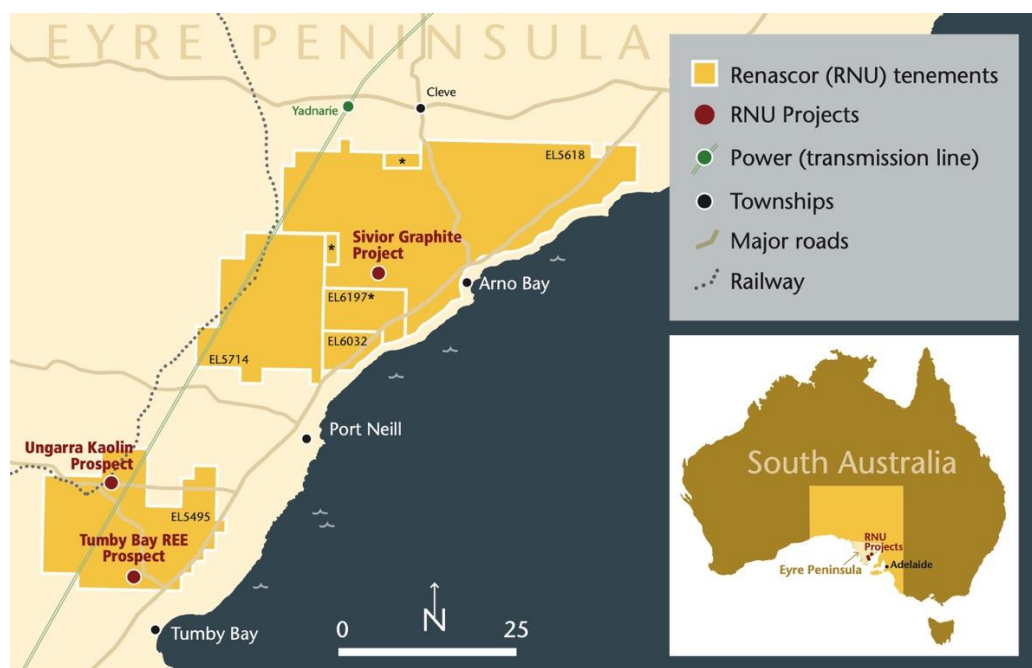 EYRE PENINSULA
Yadnarie
Cleve
EL5618
*
Sivior Graphite
Project
*
EL6197*
Arno Bay
EL6032
EL5714
Port Neill
Ungarra Kaolin
Prospect
EL5495
Tumby Bay REE
Prospect
Tumby Bay
N
0 25
Renascor (RNU) tenements
RNU Projects
Power (transmission line)
Townships
Major roads
Railway
South Australia
RNU
Projects
Eyre Peninsula
Adelaide